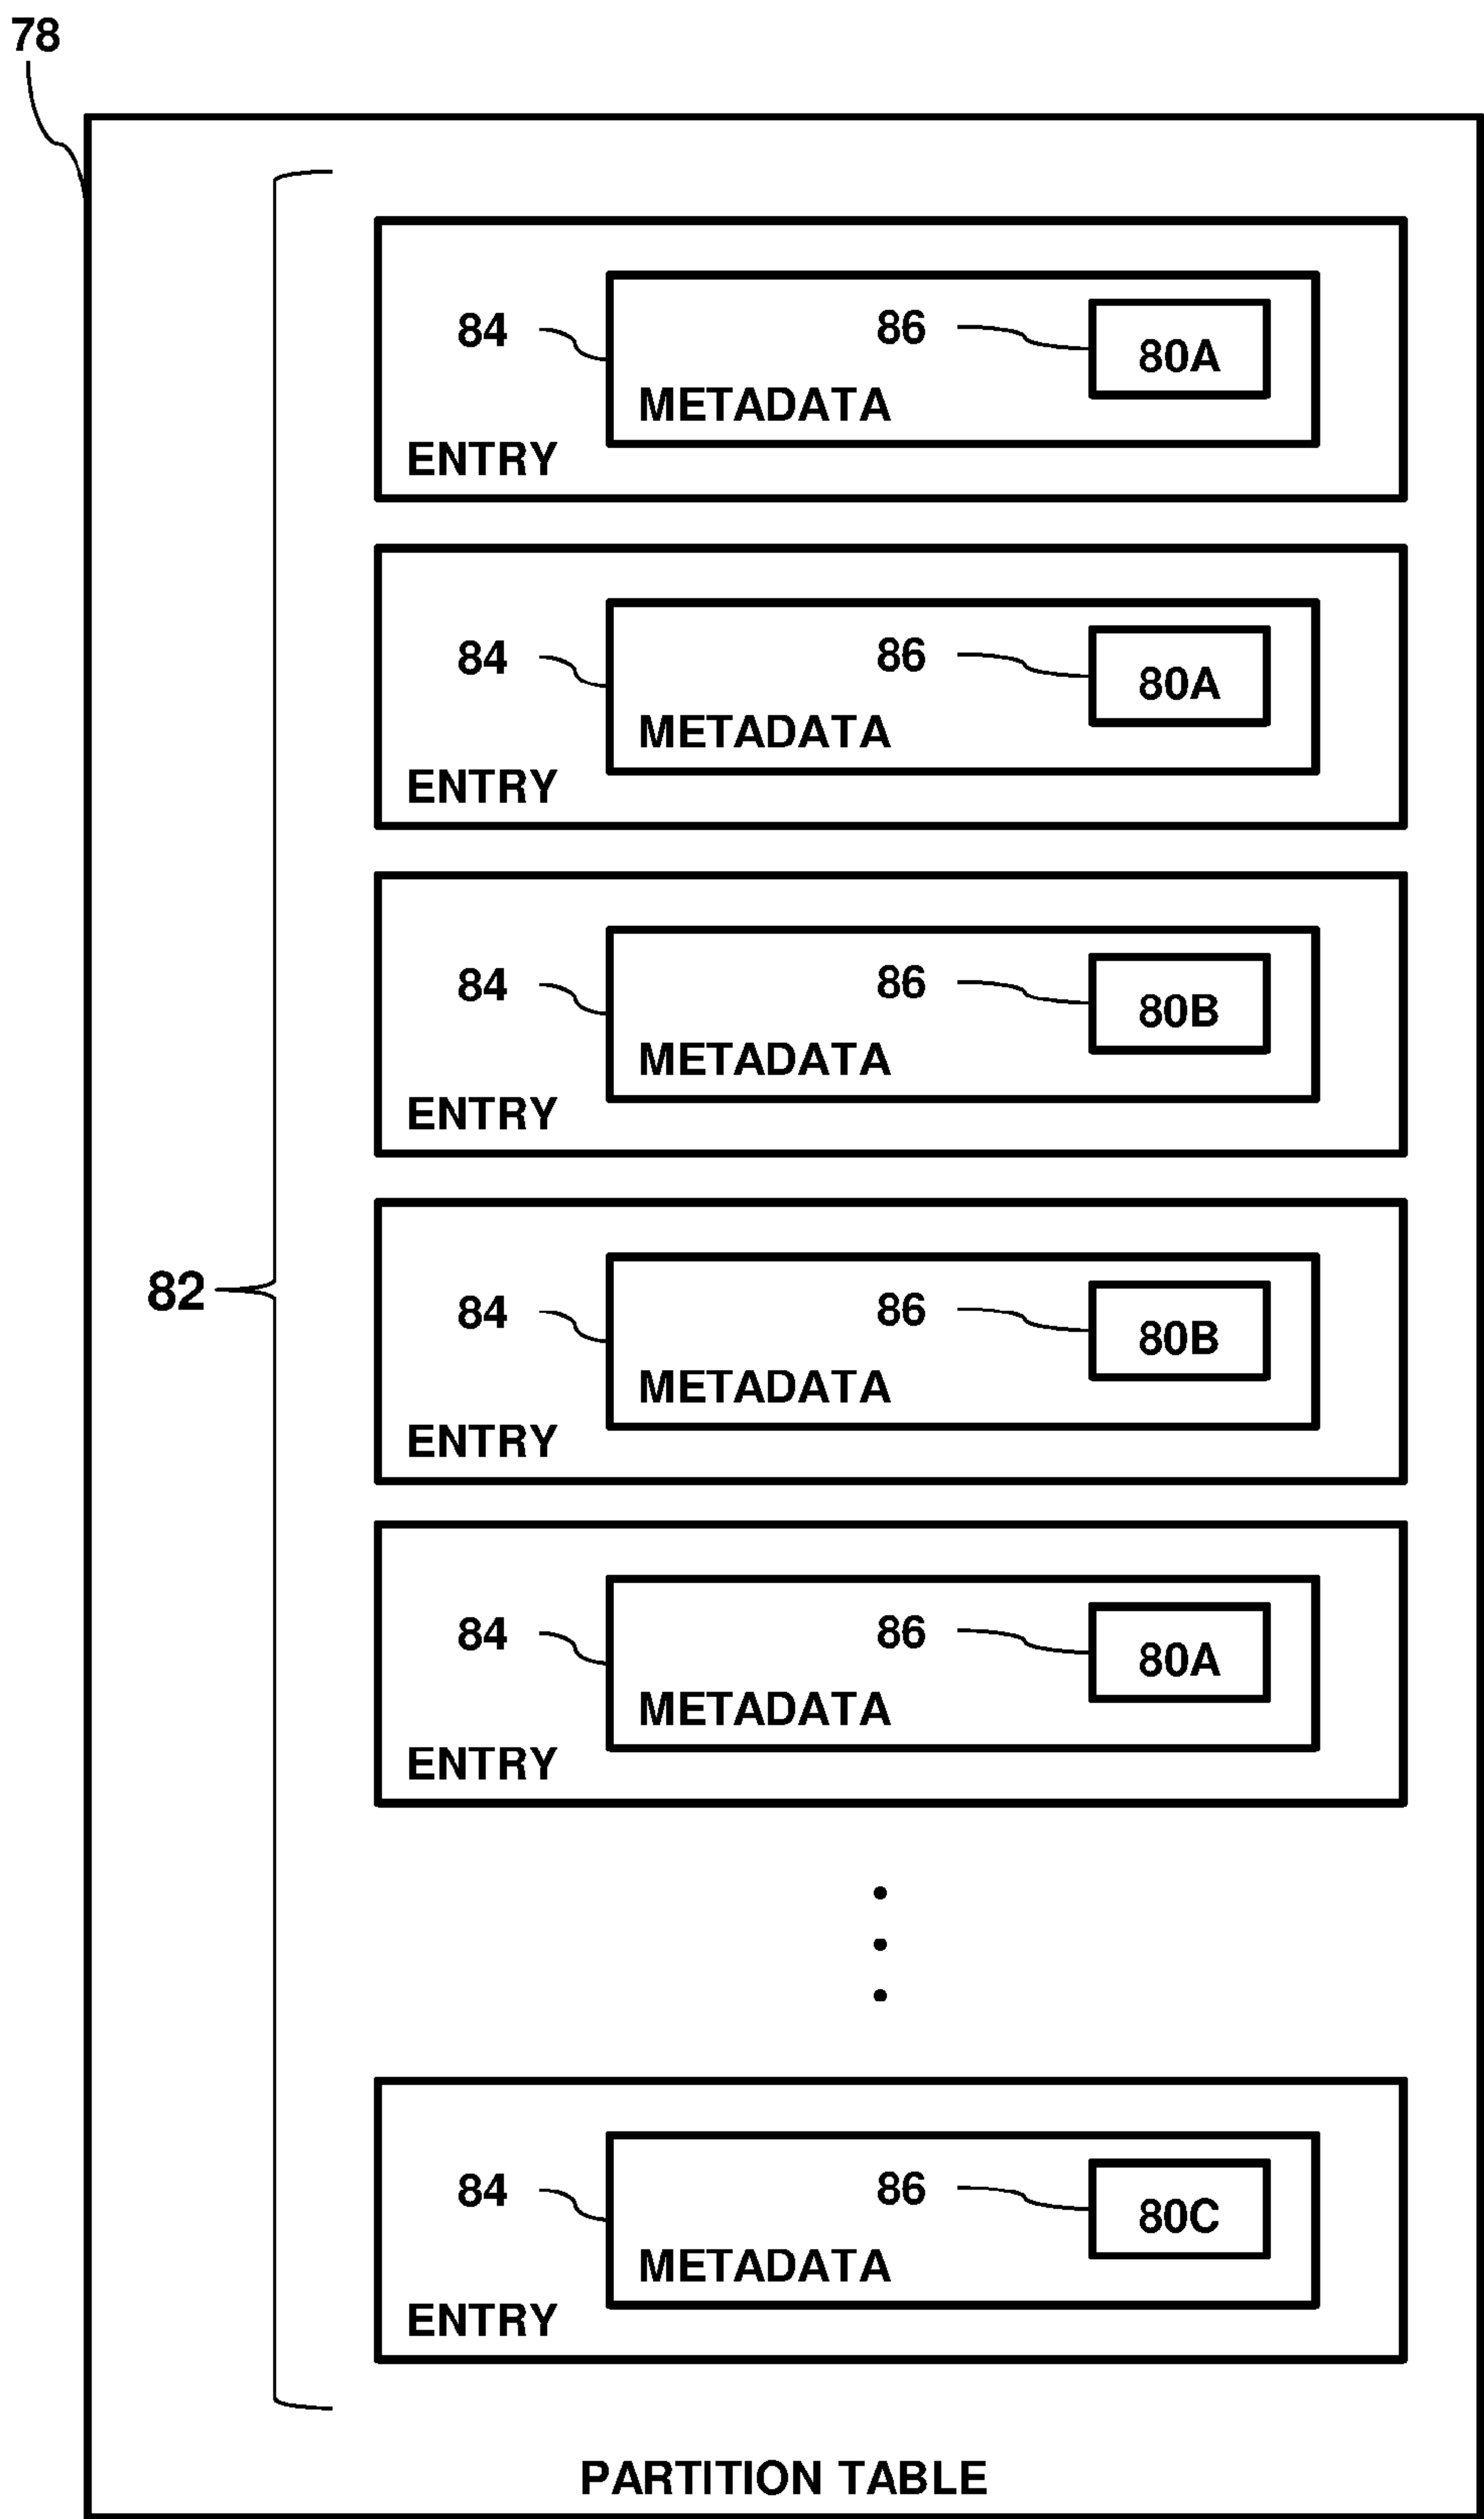 78
84 86 80A
METADATA
ENTRY
84 86 80A
METADATA
ENTRY
84 86 80B
METADATA
ENTRY
82
84 86 80B
METADATA
ENTRY
84 86 80A
METADATA
ENTRY
84 86 80C
METADATA
ENTRY
PARTITION TABLE